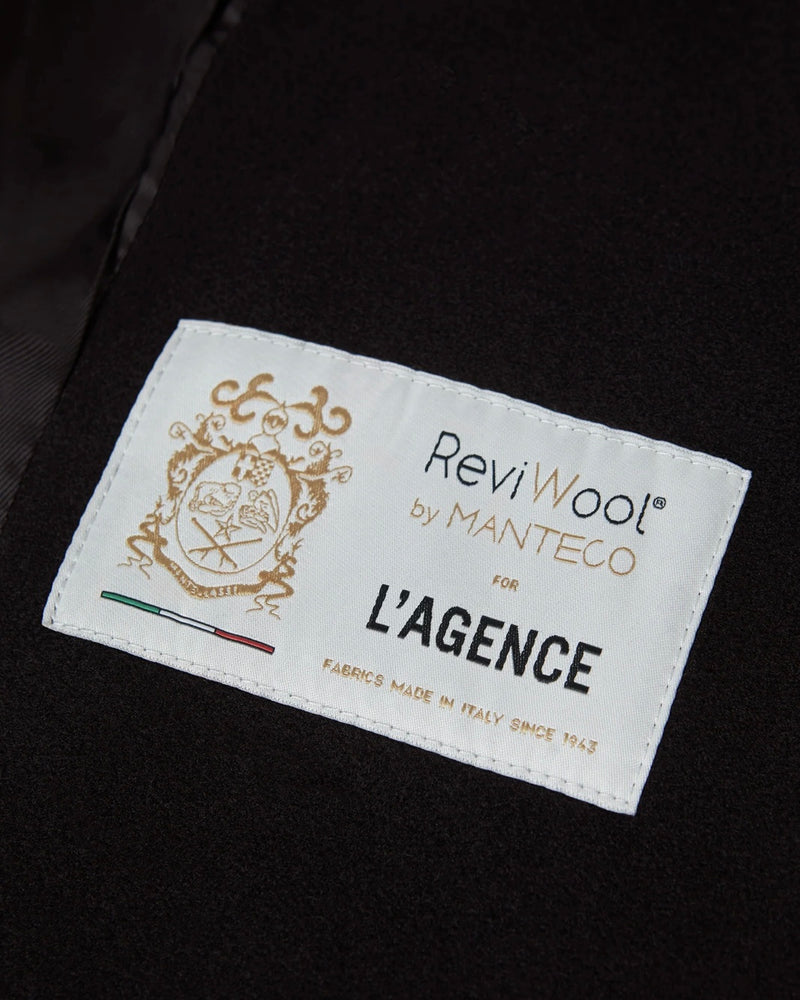 ReviWool®
by MANTECO
FOR
L'AGENCE
FABRICS MADE IN ITALY SINCE 1943